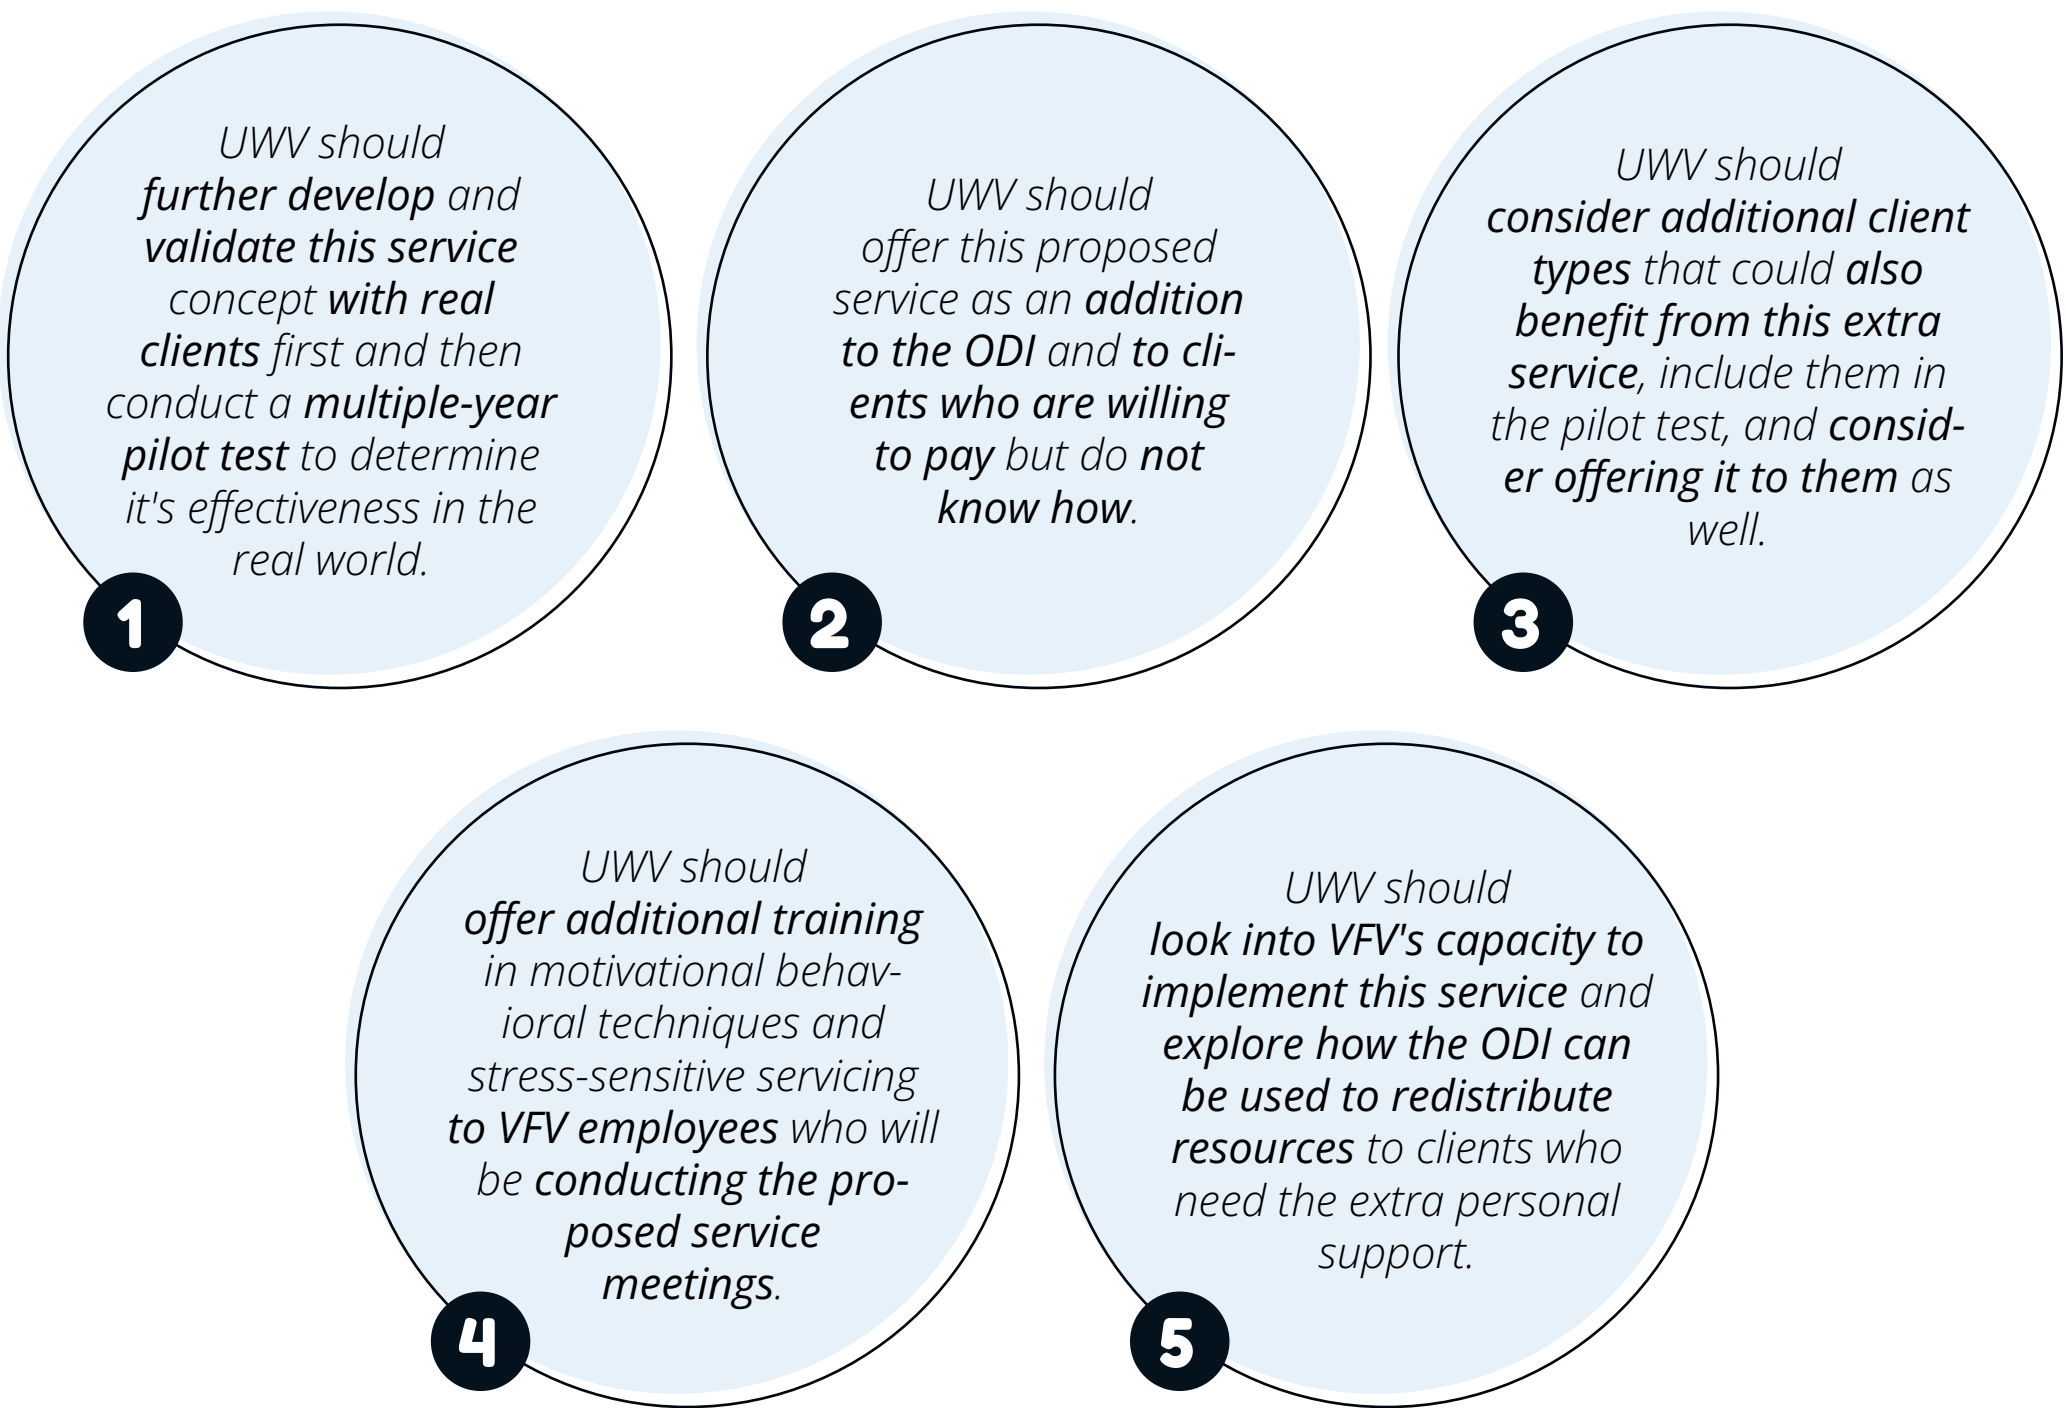 UWV should
further develop and
validate this service
concept with real
clients first and then
conduct a multiple-year
pilot test to determine
it's effectiveness in the
real world.
1
UWV should
offer this proposed
service as an addition
to the ODI and to cli-
ents who are willing
to pay but do not
know how.
2
UWV should
consider additional client
types that could also
benefit from this extra
service, include them in
the pilot test, and consid-
er offering it to them as
well.
3
UWV should
offer additional training
in motivational behav-
ioral techniques and
stress-sensitive servicing
to VFV employees who will
be conducting the pro-
posed service
meetings.
4
UWV should
look into VFV's capacity to
implement this service and
explore how the ODI can
be used to redistribute
resources to clients who
need the extra personal
support.
5